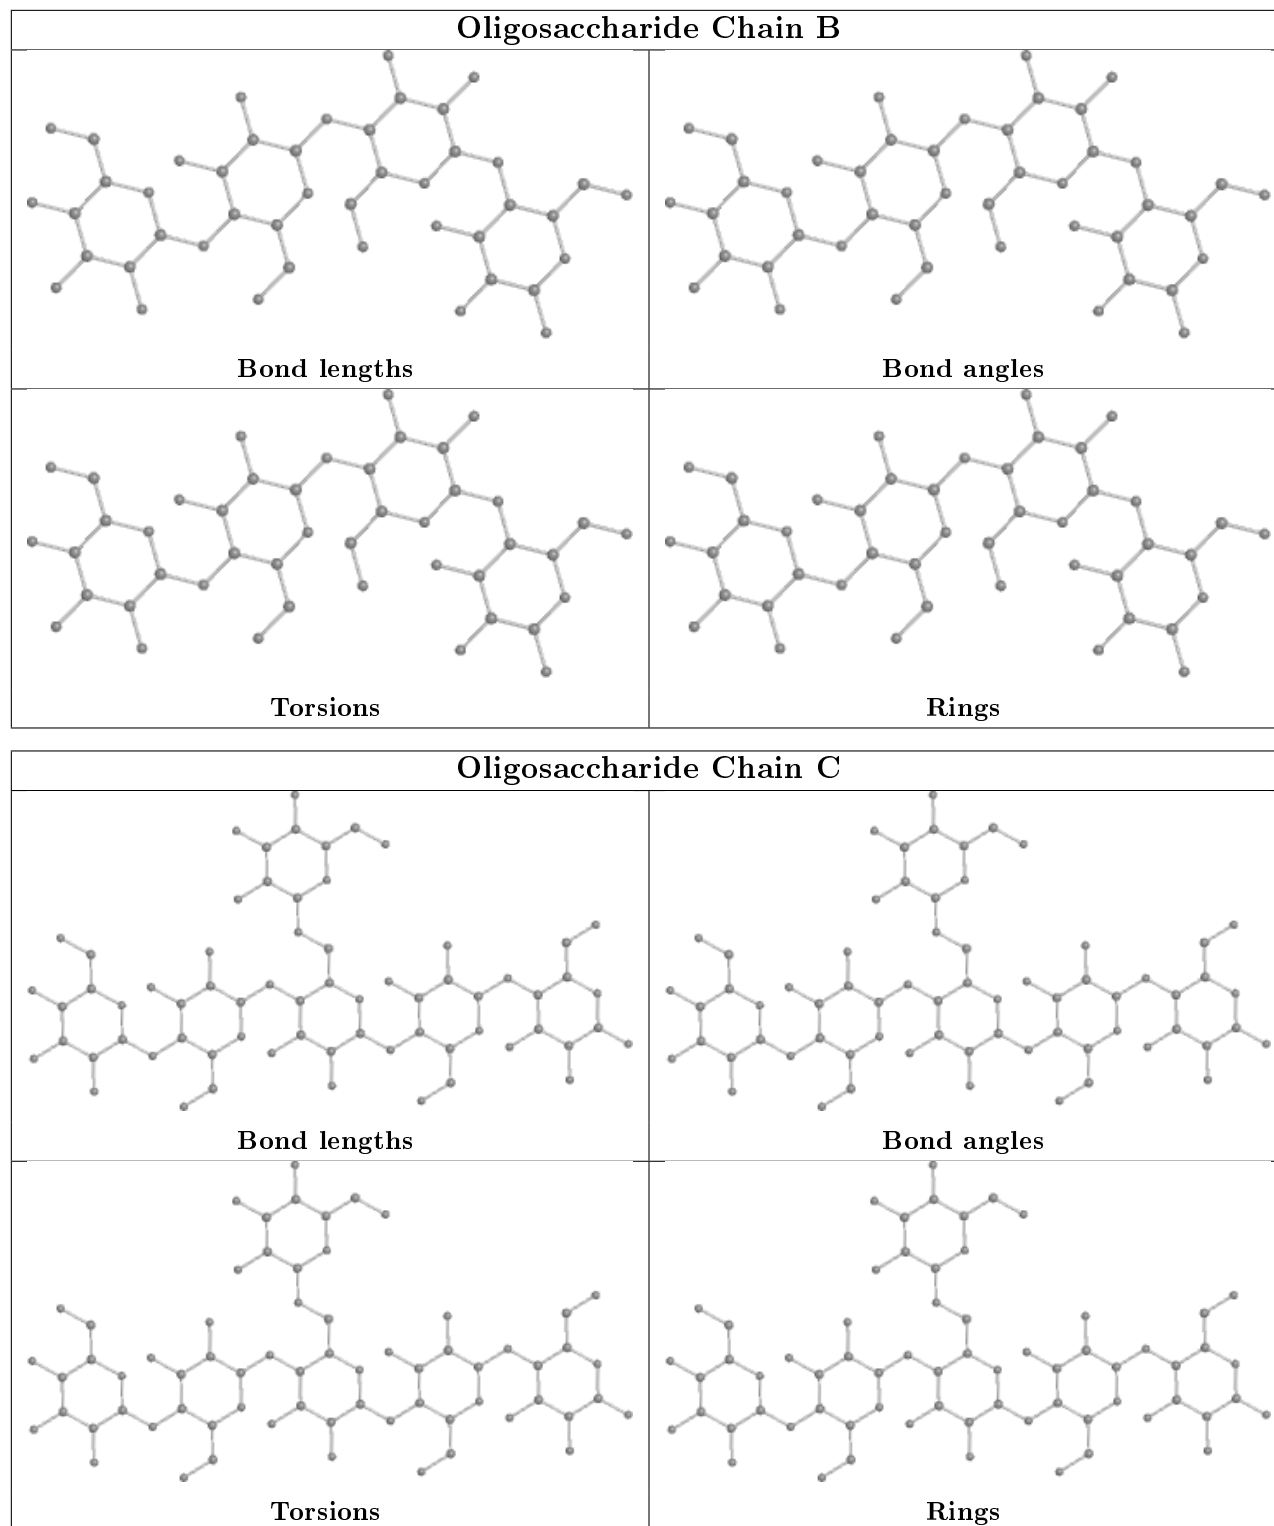 Oligosaccharide Chain B
Bond lengths
Bond angles
Torsions
Rings
Oligosaccharide Chain C
Bond lengths
Bond angles
Torsions
Rings